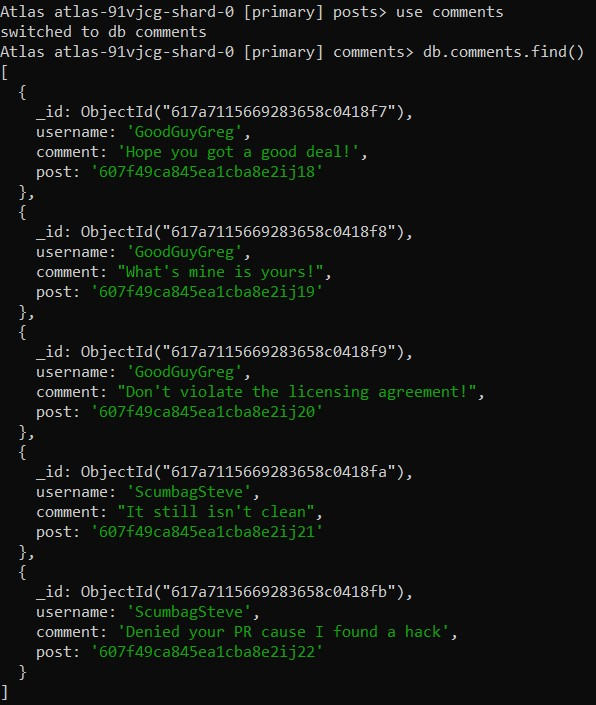 Atlas atlas-91vjcg-shard-0 [primary] posts> use comments
switched to db comments
Atlas atlas-91vjcg-shard-0 [primary] comments> db.comments.find()
[
  {
    _id: ObjectId("617a7115669283658c0418f7"),
    username: 'GoodGuyGreg',
    comment: 'Hope you got a good deal!',
    post: '607f49ca845ea1cba8e2ij18'
  },
  {
    _id: ObjectId("617a7115669283658c0418f8"),
    username: 'GoodGuyGreg',
    comment: "What's mine is yours!",
    post: '607f49ca845ea1cba8e2ij19'
  },
  {
    _id: ObjectId("617a7115669283658c0418f9"),
    username: 'GoodGuyGreg',
    comment: "Don't violate the licensing agreement!",
    post: '607f49ca845ea1cba8e2ij20'
  },
  {
    _id: ObjectId("617a7115669283658c0418fa"),
    username: 'ScumbagSteve',
    comment: "It still isn't clean",
    post: '607f49ca845ea1cba8e2ij21'
  },
  {
    _id: ObjectId("617a7115669283658c0418fb"),
    username: 'ScumbagSteve',
    comment: 'Denied your PR cause I found a hack',
    post: '607f49ca845ea1cba8e2ij22'
  }
]